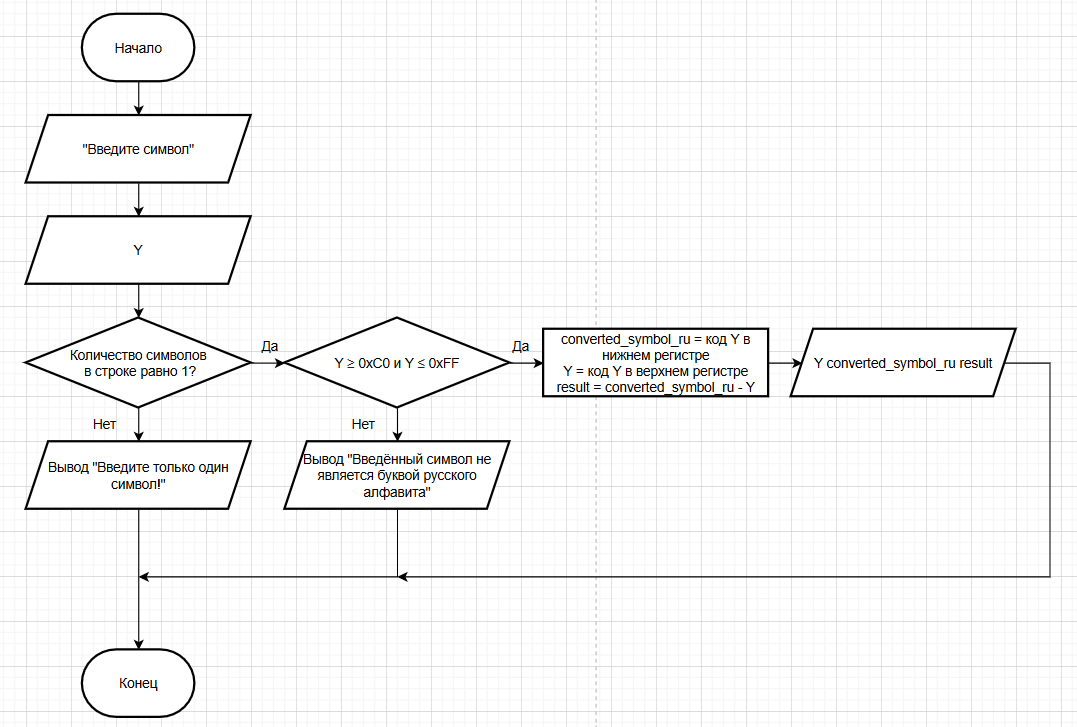 Начало
"Введите символ"
Y
Количество символов
в строке равно 1?
Да
Y ≥ 0xC0 и Y ≤ 0xFF
Да
converted_symbol_ru = код Y в
нижнем регистре
Y = код Y в верхнем регистре
result = converted_symbol_ru - Y
Y converted_symbol_ru result
Нет
Нет
Вывод "Введите только один
символ!"
Вывод "Введённый символ не
является буквой русского
алфавита"
Конец